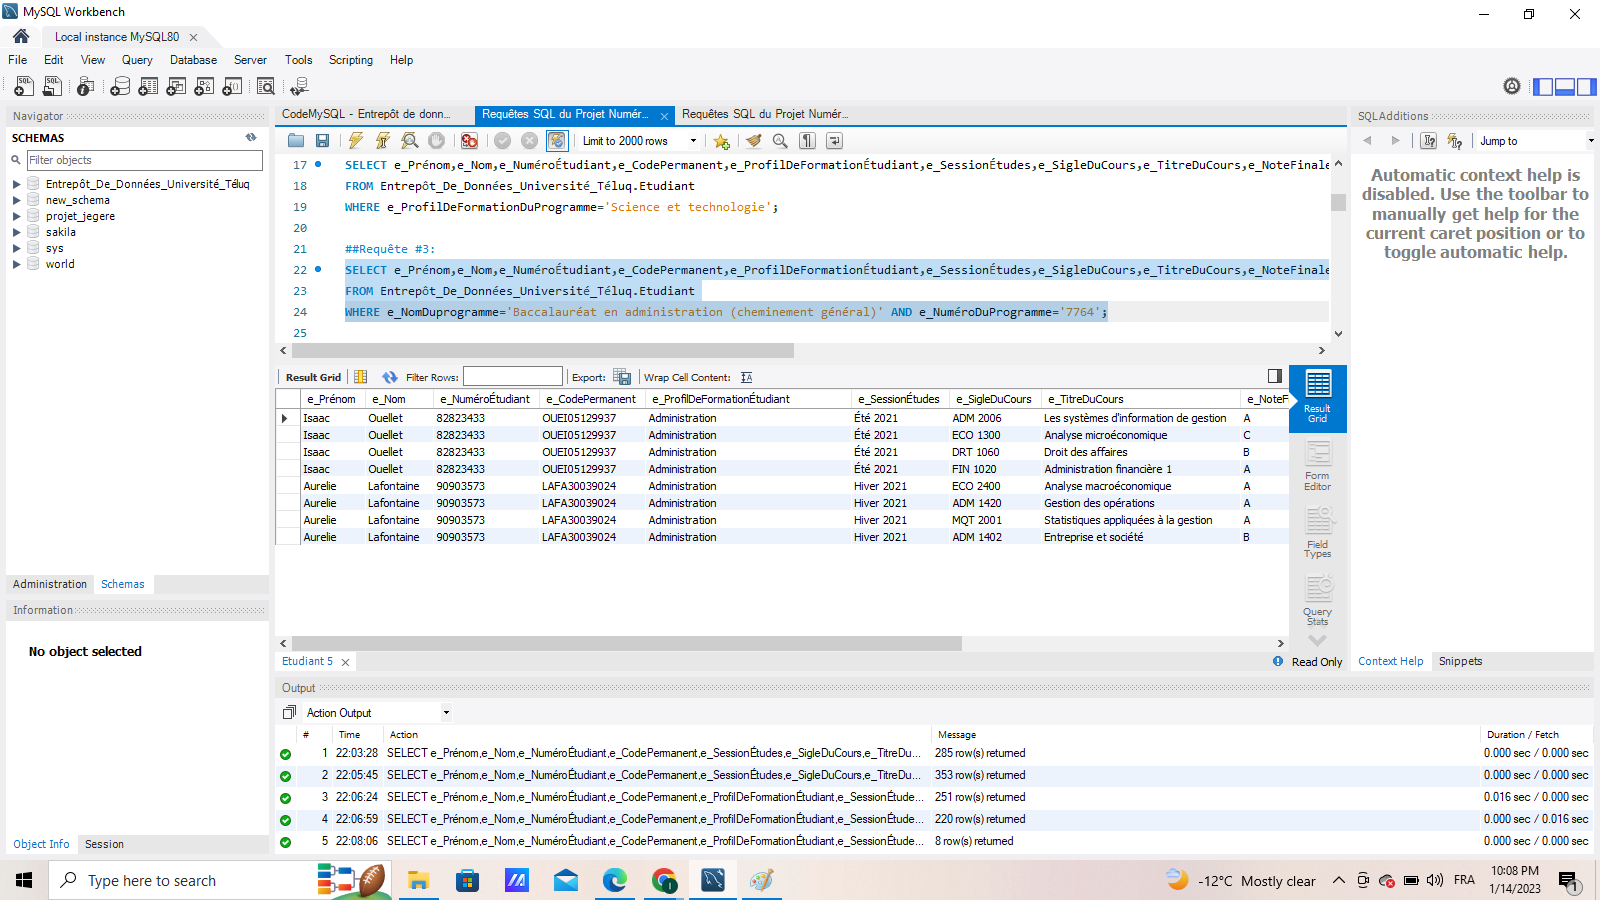 MySQL Workbench
Local instance MySQL80
File Edit View Query Database Server Tools Scripting Help
Navigator
SCHEMAS
Filter objects
Entrepôt_De_Données_Université_Téluq
new_schema
projet_jegere
sakila
sys
world
Administration Schemas
Information
No object selected
Object Info Session
CodeMySQL - Entrepôt de donn... Requêtes SQL du Projet Numér... Requêtes SQL du Projet Numér...
Limit to 2000 rows
17 SELECT e_Prénom,e_Nom,e_NuméroÉtudiant,e_CodePermanent,e_ProfilDeFormationÉtudiant,e_SessionÉtudes,e_SigleDuCours,e_TitreDuCours,e_NoteFinale
18 FROM Entrepôt_De_Données_Université_Téluq.Etudiant
19 WHERE e_ProfilDeFormationDuProgramme='Science et technologie';
20
21 ##Requête #3:
22 SELECT e_Prénom,e_Nom,e_NuméroÉtudiant,e_CodePermanent,e_ProfilDeFormationÉtudiant,e_SessionÉtudes,e_SigleDuCours,e_TitreDuCours,e_NoteFinale
23 FROM Entrepôt_De_Données_Université_Téluq.Etudiant
24 WHERE e_NomDuprogramme='Baccalauréat en administration (cheminement général)' AND e_NuméroDuProgramme='7764';
25
Result Grid Filter Rows: Export: Wrap Cell Content:
e_Prénom e_Nom e_NuméroÉtudiant e_CodePermanent e_ProfilDeFormationÉtudiant e_SessionÉtudes e_SigleDuCours e_TitreDuCours e_NoteF
Isaac Ouellet 82823433 OUEI05129937 Administration Été 2021 ADM 2006 Les systèmes d'information de gestion A
Isaac Ouellet 82823433 OUEI05129937 Administration Été 2021 ECO 1300 Analyse microéconomique C
Isaac Ouellet 82823433 OUEI05129937 Administration Été 2021 DRT 1060 Droit des affaires B
Isaac Ouellet 82823433 OUEI05129937 Administration Été 2021 FIN 1020 Administration financière 1 A
Aurelie Lafontaine 90903573 LAFA30039024 Administration Hiver 2021 ECO 2400 Analyse macroéconomique A
Aurelie Lafontaine 90903573 LAFA30039024 Administration Hiver 2021 ADM 1420 Gestion des opérations A
Aurelie Lafontaine 90903573 LAFA30039024 Administration Hiver 2021 MQT 2001 Statistiques appliquées à la gestion A
Aurelie Lafontaine 90903573 LAFA30039024 Administration Hiver 2021 ADM 1402 Entreprise et société B
Result
Grid
Form
Editor
Field
Types
Query
Stats
Etudiant 5
Read Only
SQLAdditions
Jump to
Automatic context help is
disabled. Use the toolbar to
manually get help for the
current caret position or to
toggle automatic help.
Context Help Snippets
Output
Action Output
# Time Action Message Duration / Fetch
1 22:03:28 SELECT e_Prénom,e_Nom,e_NuméroÉtudiant,e_CodePermanent,e_SessionÉtudes,e_SigleDuCours,e_TitreDu... 285 row(s) returned 0.000 sec / 0.000 sec
2 22:05:45 SELECT e_Prénom,e_Nom,e_NuméroÉtudiant,e_CodePermanent,e_SessionÉtudes,e_SigleDuCours,e_TitreDu... 353 row(s) returned 0.000 sec / 0.000 sec
3 22:06:24 SELECT e_Prénom,e_Nom,e_NuméroÉtudiant,e_CodePermanent,e_ProfilDeFormationÉtudiant,e_SessionÉtude... 251 row(s) returned 0.016 sec / 0.000 sec
4 22:06:59 SELECT e_Prénom,e_Nom,e_NuméroÉtudiant,e_CodePermanent,e_ProfilDeFormationÉtudiant,e_SessionÉtude... 220 row(s) returned 0.000 sec / 0.016 sec
5 22:08:06 SELECT e_Prénom,e_Nom,e_NuméroÉtudiant,e_CodePermanent,e_ProfilDeFormationÉtudiant,e_SessionÉtude... 8 row(s) returned 0.000 sec / 0.000 sec
Type here to search
-12°C Mostly clear
FRA
10:08 PM
1/14/2023
1